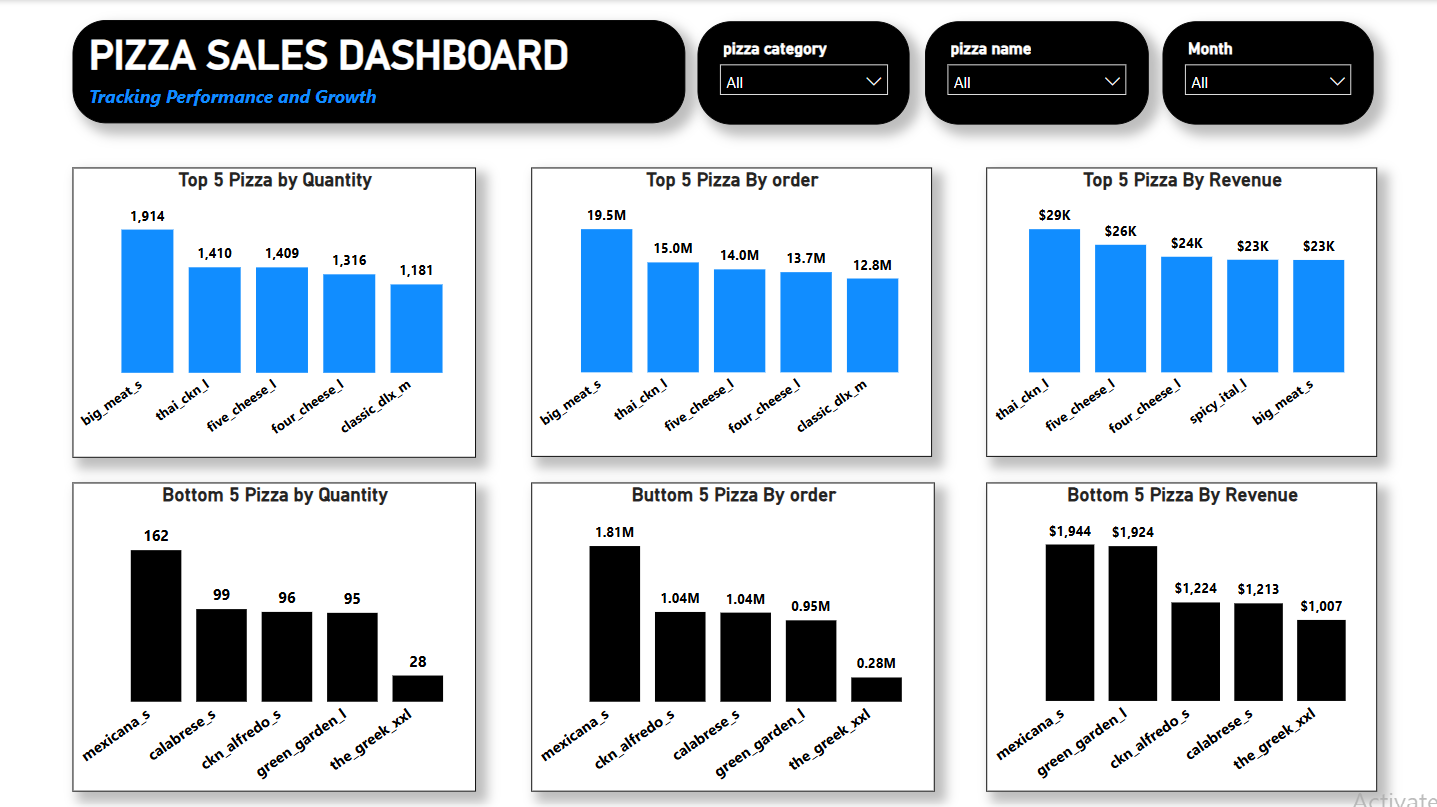 PIZZA SALES DASHBOARD
Tracking Performance and Growth
pizza category
All
pizza name
All
Month
All
Top 5 Pizza by Quantity
1,914
1,410
1,409
1,316
1,181
big_meat_s
thai_ckn_l
five_cheese_l
four_cheese_l
classic_dlx_m
Top 5 Pizza By order
19.5M
15.0M
14.0M
13.7M
12.8M
big_meat_s
thai_ckn_l
five_cheese_l
four_cheese_l
classic_dlx_m
Top 5 Pizza By Revenue
$29K
$26K
$24K
$23K
$23K
thai_ckn_l
five_cheese_l
four_cheese_l
spicy_ital_l
big_meat_s
Bottom 5 Pizza by Quantity
162
99
96
95
28
mexicana_s
calabrese_s
ckn_alfredo_s
green_garden_l
the_greek_xxl
Buttom 5 Pizza By order
1.81M
1.04M
1.04M
0.95M
0.28M
mexicana_s
ckn_alfredo_s
calabrese_s
green_garden_l
the_greek_xxl
Bottom 5 Pizza By Revenue
$1,944
$1,924
$1,224
$1,213
$1,007
mexicana_s
green_garden_l
ckn_alfredo_s
calabrese_s
the_greek_xxl
Activate